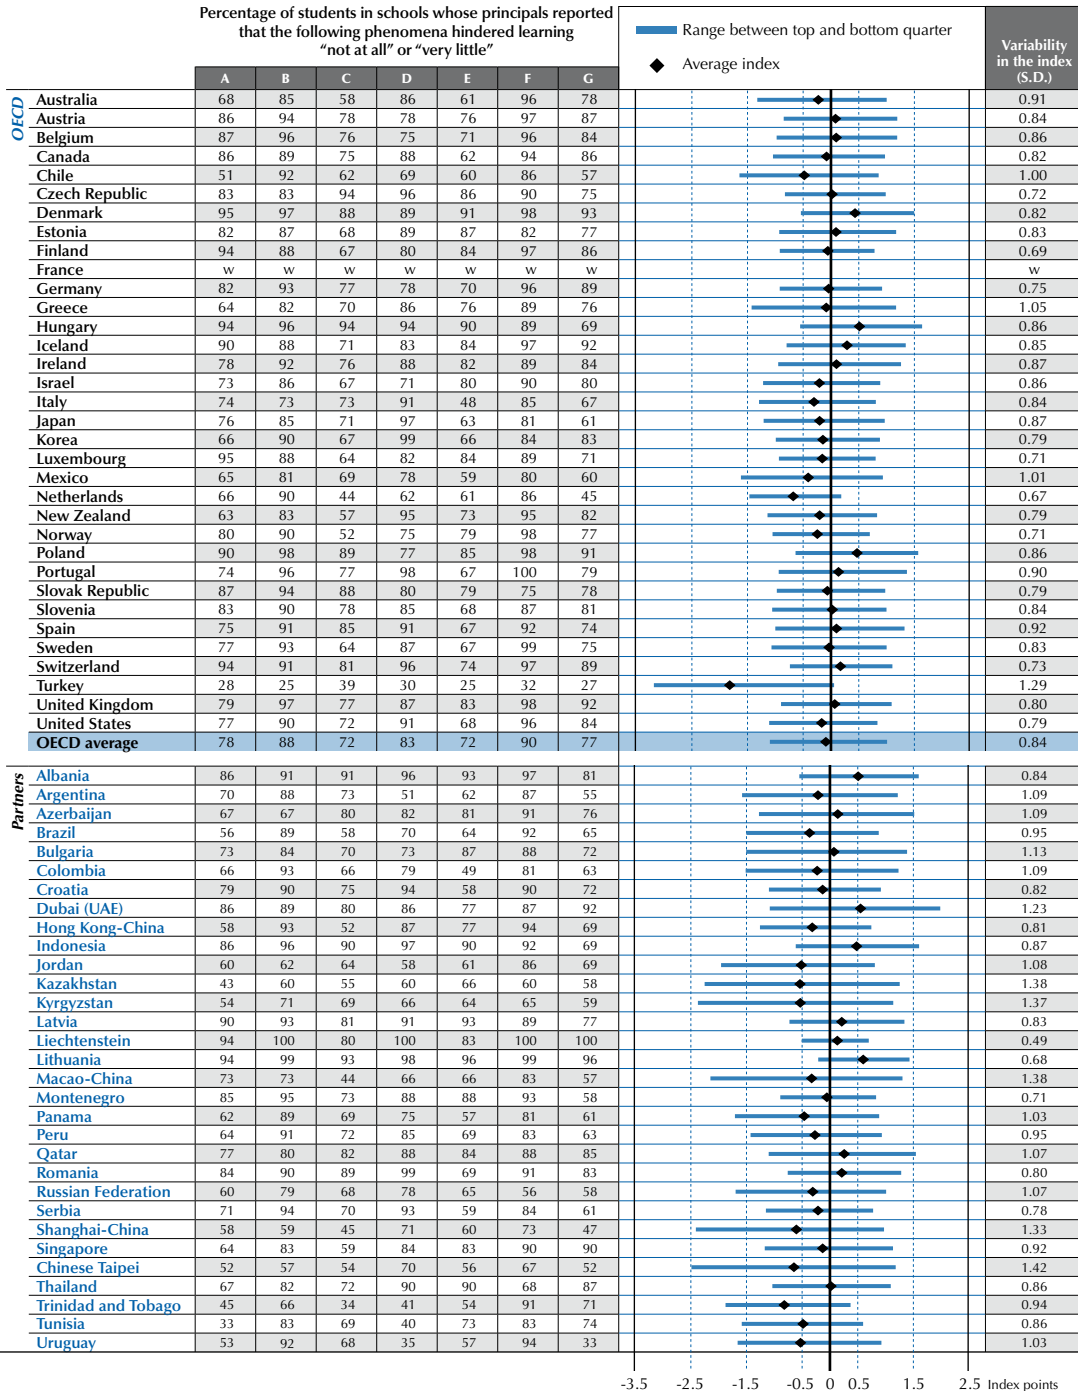 Percentage of students in schools whose principals reported
that the following phenomena hindered learning
“not at all” or “very little”
Range between top and bottom quarter
Average index
Variability
in the index
(S.D.)
A B C D E F G
OECD
Australia 68 85 58 86 61 96 78 0.91
Austria 86 94 78 78 76 97 87 0.84
Belgium 87 96 76 75 71 96 84 0.86
Canada 86 89 75 88 62 94 86 0.82
Chile 51 92 62 69 60 86 57 1.00
Czech Republic 83 83 94 96 86 90 75 0.72
Denmark 95 97 88 89 91 98 93 0.82
Estonia 82 87 68 89 87 82 77 0.83
Finland 94 88 67 80 84 97 86 0.69
France w w w w w w w w
Germany 82 93 77 78 70 96 89 0.75
Greece 64 82 70 86 76 89 76 1.05
Hungary 94 96 94 94 90 89 69 0.86
Iceland 90 88 71 83 84 97 92 0.85
Ireland 78 92 76 88 82 89 84 0.87
Israel 73 86 67 71 80 90 80 0.86
Italy 74 73 73 91 48 85 67 0.84
Japan 76 85 71 97 63 81 61 0.87
Korea 66 90 67 99 66 84 83 0.79
Luxembourg 95 88 64 82 84 89 71 0.71
Mexico 65 81 69 78 59 80 60 1.01
Netherlands 66 90 44 62 61 86 45 0.67
New Zealand 63 83 57 95 73 95 82 0.79
Norway 80 90 52 75 79 98 77 0.71
Poland 90 98 89 77 85 98 91 0.86
Portugal 74 96 77 98 67 100 79 0.90
Slovak Republic 87 94 88 80 79 75 78 0.79
Slovenia 83 90 78 85 68 87 81 0.84
Spain 75 91 85 91 67 92 74 0.92
Sweden 77 93 64 87 67 99 75 0.83
Switzerland 94 91 81 96 74 97 89 0.73
Turkey 28 25 39 30 25 32 27 1.29
United Kingdom 79 97 77 87 83 98 92 0.80
United States 77 90 72 91 68 96 84 0.79
OECD average 78 88 72 83 72 90 77 0.84
Partners
Albania 86 91 91 96 93 97 81 0.84
Argentina 70 88 73 51 62 87 55 1.09
Azerbaijan 67 67 80 82 81 91 76 1.09
Brazil 56 89 58 70 64 92 65 0.95
Bulgaria 73 84 70 73 87 88 72 1.13
Colombia 66 93 66 79 49 81 63 1.09
Croatia 79 90 75 94 58 90 72 0.82
Dubai (UAE) 86 89 80 86 77 87 92 1.23
Hong Kong-China 58 93 52 87 77 94 69 0.81
Indonesia 86 96 90 97 90 92 69 0.87
Jordan 60 62 64 58 61 86 69 1.08
Kazakhstan 43 60 55 60 66 60 58 1.38
Kyrgyzstan 54 71 69 66 64 65 59 1.37
Latvia 90 93 81 91 93 89 77 0.83
Liechtenstein 94 100 80 100 83 100 100 0.49
Lithuania 94 99 93 98 96 99 96 0.68
Macao-China 73 73 44 66 66 83 57 1.38
Montenegro 85 95 73 88 88 93 58 0.71
Panama 62 89 69 75 57 81 61 1.03
Peru 64 91 72 85 69 83 63 0.95
Qatar 77 80 82 88 84 88 85 1.07
Romania 84 90 89 99 69 91 83 0.80
Russian Federation 60 79 68 78 65 56 58 1.07
Serbia 71 94 70 93 59 84 61 0.78
Shanghai-China 58 59 45 71 60 73 47 1.33
Singapore 64 83 59 84 83 90 90 0.92
Chinese Taipei 52 57 54 70 56 67 52 1.42
Thailand 67 82 72 90 90 68 87 0.86
Trinidad and Tobago 45 66 34 41 54 91 71 0.94
Tunisia 33 83 69 40 73 83 74 0.86
Uruguay 53 92 68 35 57 94 33 1.03
-3.5 -2.5 -1.5 -0.5 0 0.5 1.5 2.5 Index points